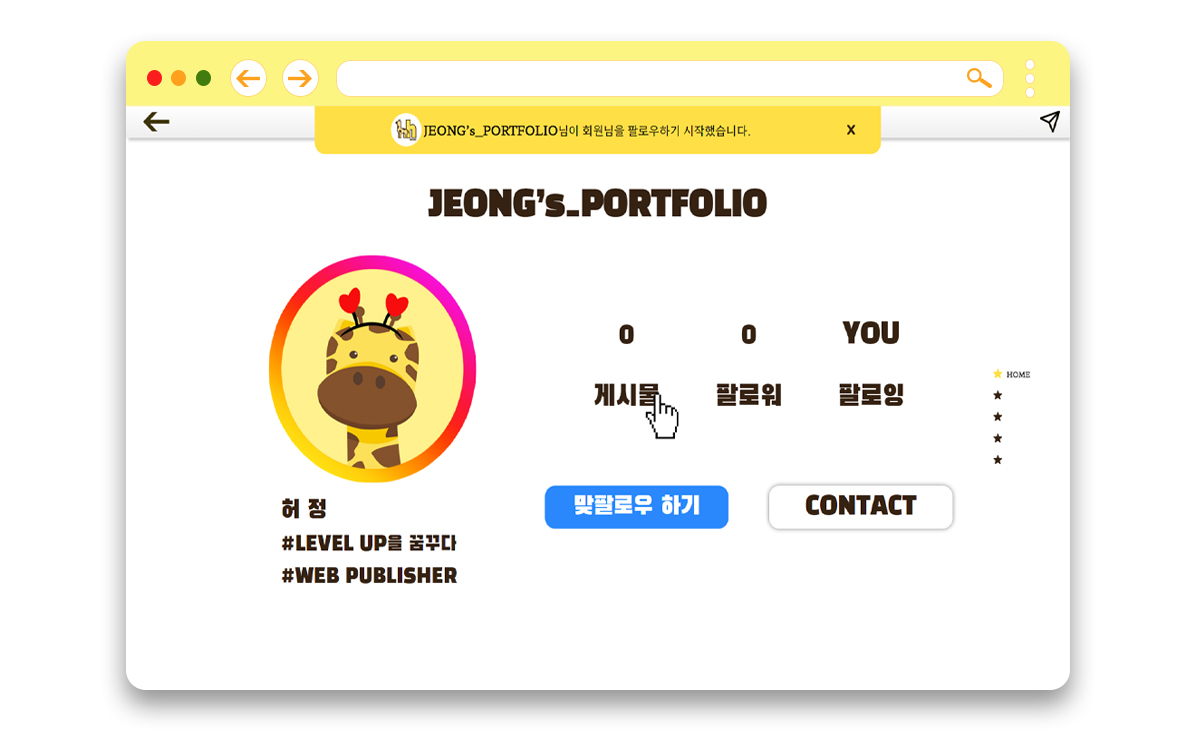 JEONG's_PORTFOLIO님이 회원님을 팔로우하기 시작했습니다. X
JEONG's_PORTFOLIO
0 0 YOU
게시물 팔로워 팔로잉
HOME
맞팔로우 하기 CONTACT
허 정
#LEVEL UP을 꿈꾸다
#WEB PUBLISHER